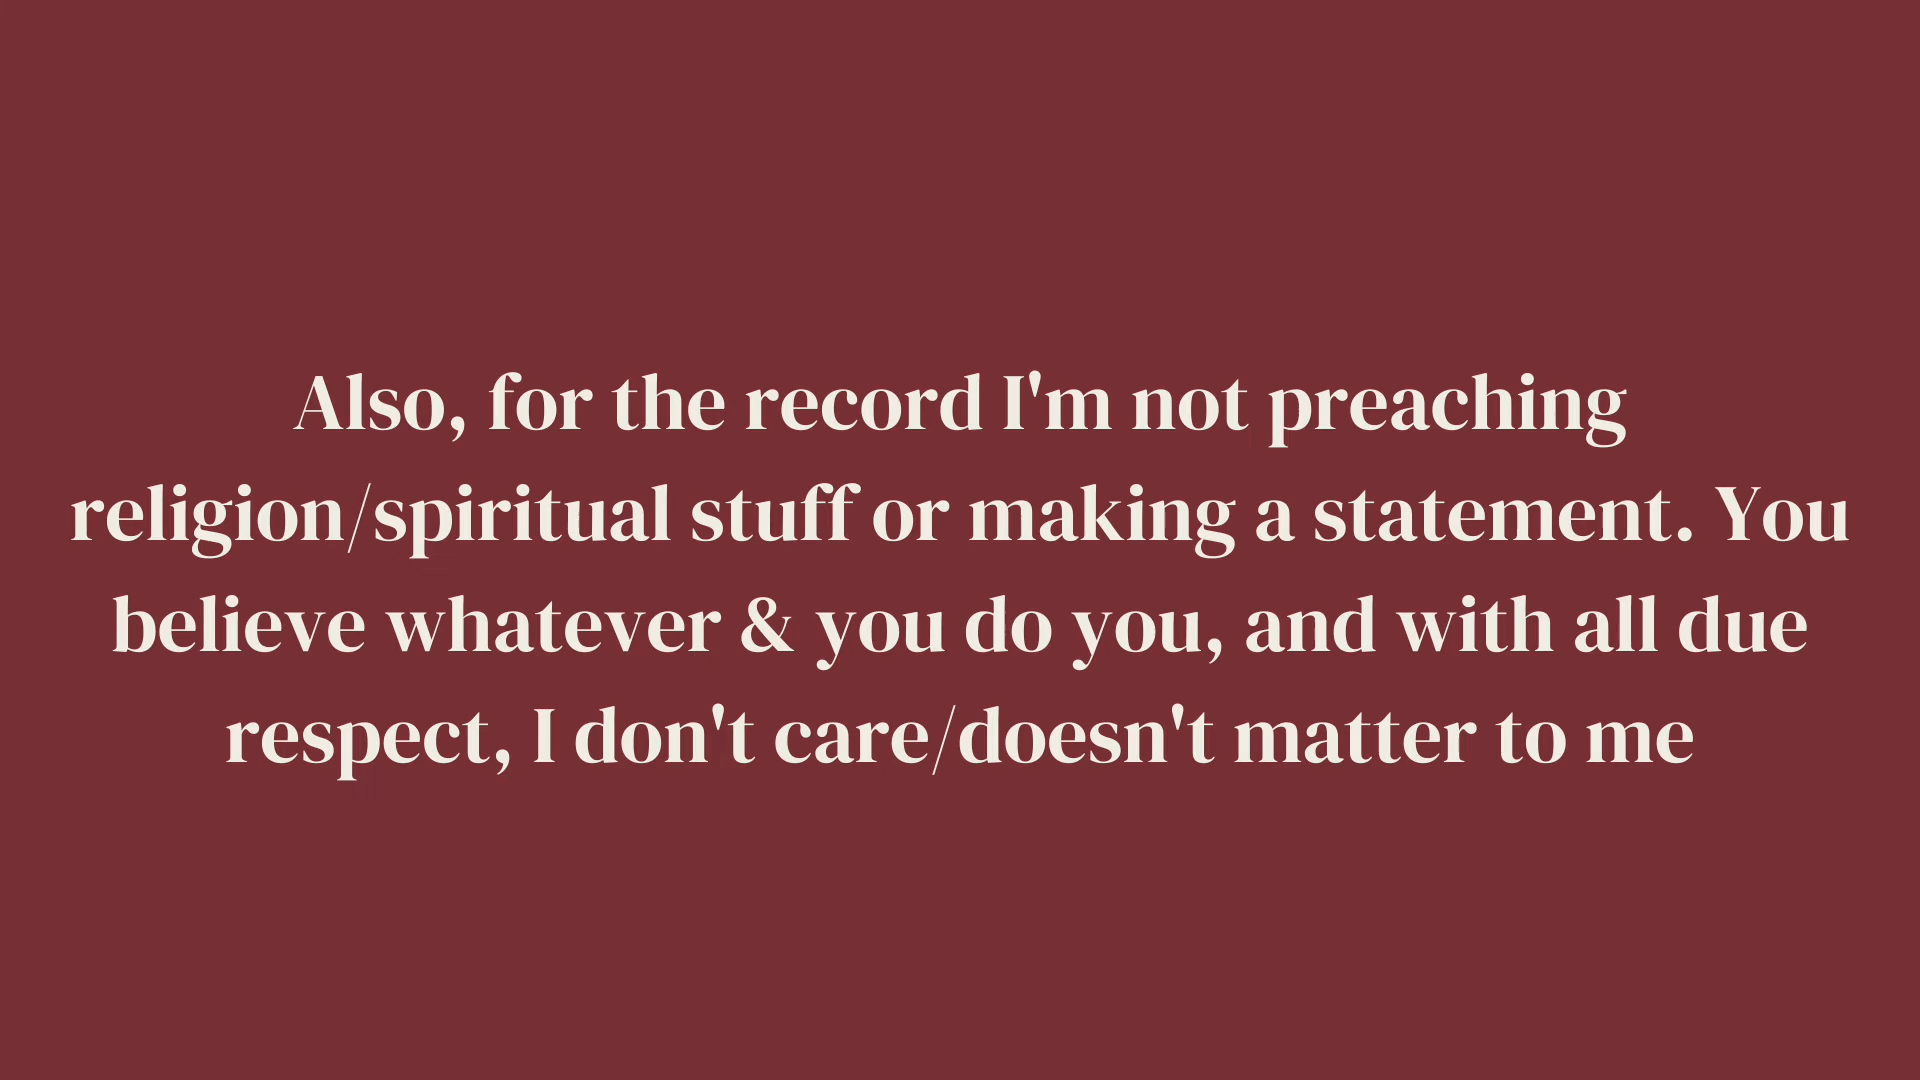 Also, for the record I'm not preaching
religion/spiritual stuff or making a statement. You
believe whatever & you do you, and with all due
respect, I don't care/doesn't matter to me